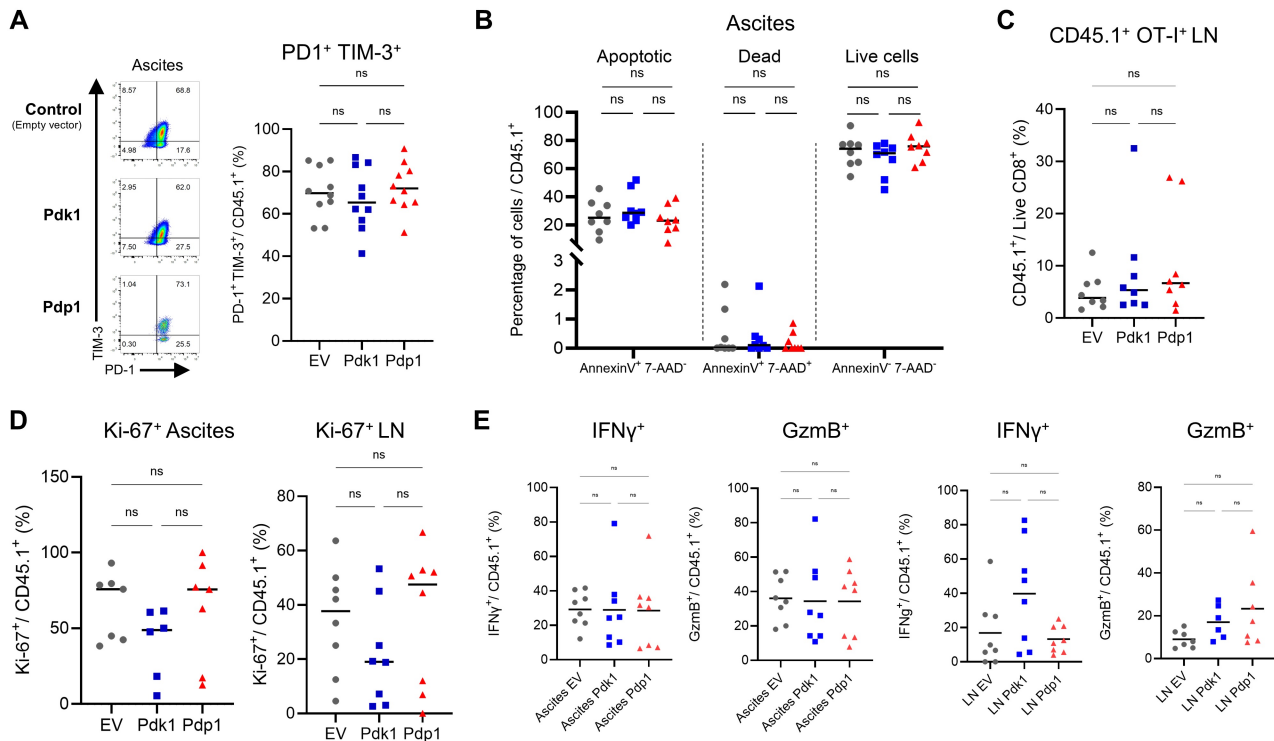 A
Ascites
PD1⁺ TIM-3⁺
Control
(Empty vector)
8.57 68.8
4.98 17.6
Pdk1
2.95 62.0
7.50 27.5
Pdp1
1.04 73.1
0.30 25.5
TIM-3
PD-1
ns
ns ns
PD-1⁺ TIM-3⁺/ CD45.1⁺ (%)
100
80
60
40
20
0
EV Pdk1 Pdp1
B
Ascites
Apoptotic Dead Live cells
ns ns ns
ns ns ns ns ns ns
Percentage of cells / CD45.1⁺
100
80
60
40
20
3
2
1
0
AnnexinV⁺ 7-AAD⁻ AnnexinV⁺ 7-AAD⁺ AnnexinV⁻ 7-AAD⁻
C
CD45.1⁺ OT-I⁺ LN
ns
ns ns
CD45.1⁺/ Live CD8⁺ (%)
40
30
20
10
0
EV Pdk1 Pdp1
D
Ki-67⁺ Ascites
ns
ns ns
Ki-67⁺/ CD45.1⁺ (%)
150
100
50
0
EV Pdk1 Pdp1
Ki-67⁺ LN
ns
ns ns
Ki-67⁺/ CD45.1⁺ (%)
80
60
40
20
0
EV Pdk1 Pdp1
E
IFNγ⁺
ns
ns ns
IFNγ⁺/ CD45.1⁺ (%)
100
80
60
40
20
0
Ascites EV Ascites Pdk1 Ascites Pdp1
GzmB⁺
ns
ns ns
GzmB⁺/ CD45.1⁺ (%)
100
80
60
40
20
0
Ascites EV Ascites Pdk1 Ascites Pdp1
IFNγ⁺
ns
ns ns
IFNg⁺/ CD45.1⁺ (%)
100
80
60
40
20
0
LN EV LN Pdk1 LN Pdp1
GzmB⁺
ns
ns ns
GzmB⁺/ CD45.1⁺ (%)
80
60
40
20
0
LN EV LN Pdk1 LN Pdp1